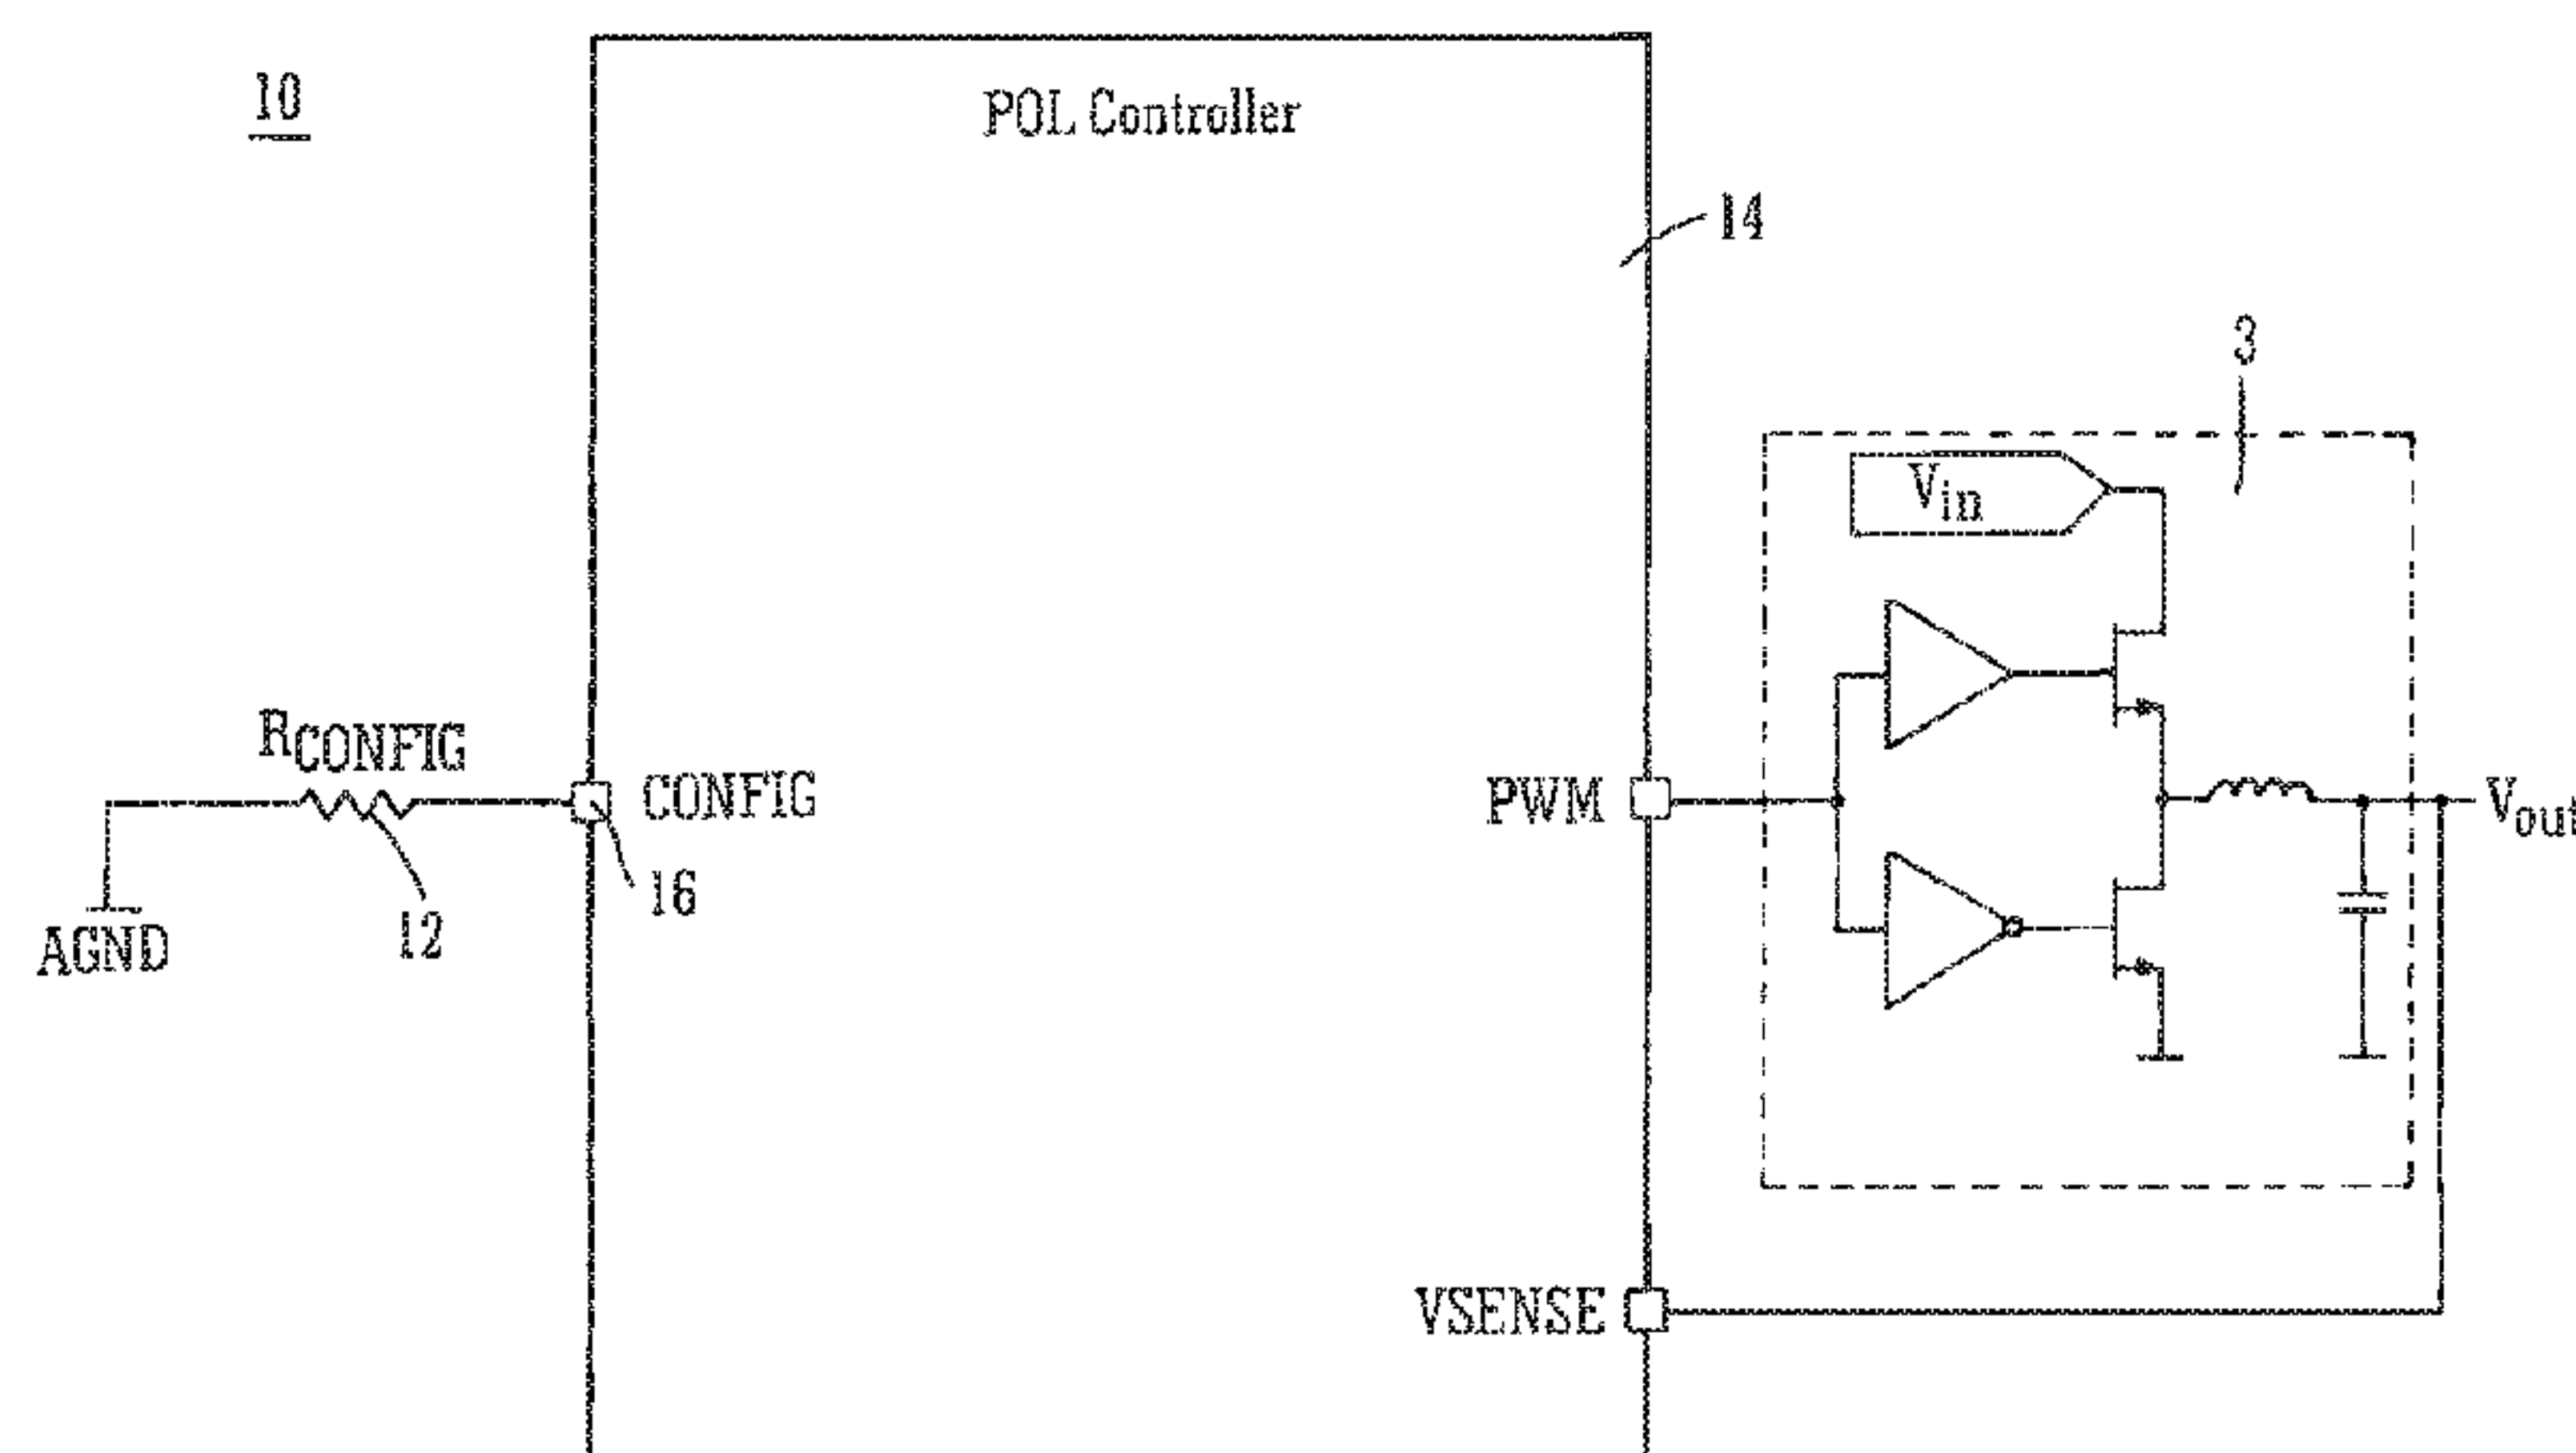 10
POL Controller
14
3
Vin
RCONFIG
CONFIG
16
12
AGND
PWM
Vout
VSENSE